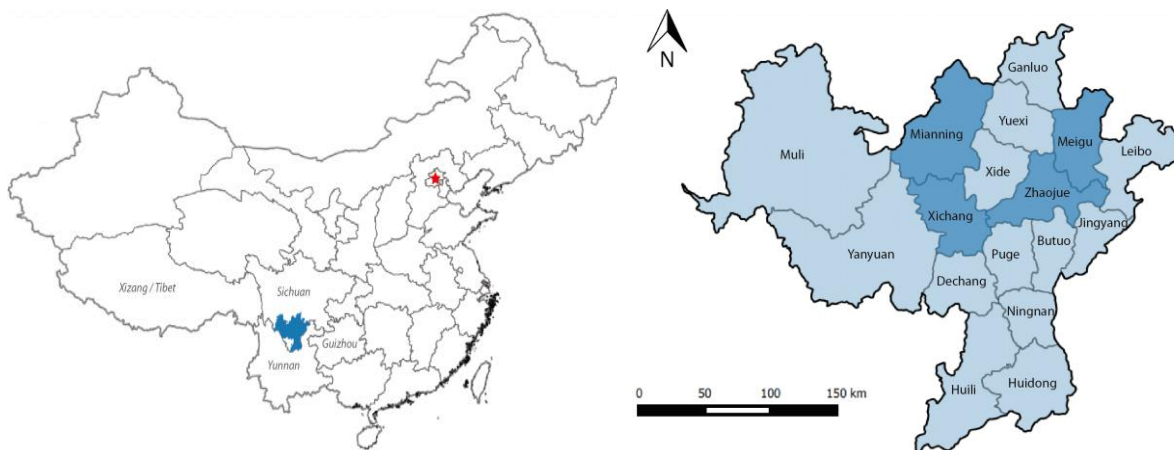 Xizang / Tibet
Sichuan
Guizhou
Yunnan
N
Ganluo
Yuexi
Mianning
Meigu
Leibo
Muli
Xide
Zhaojue
Xichang
Jingyang
Butuo
Yanyuan
Puge
Dechang
Ningnan
Huili
Huidong
0 50 100 150 km